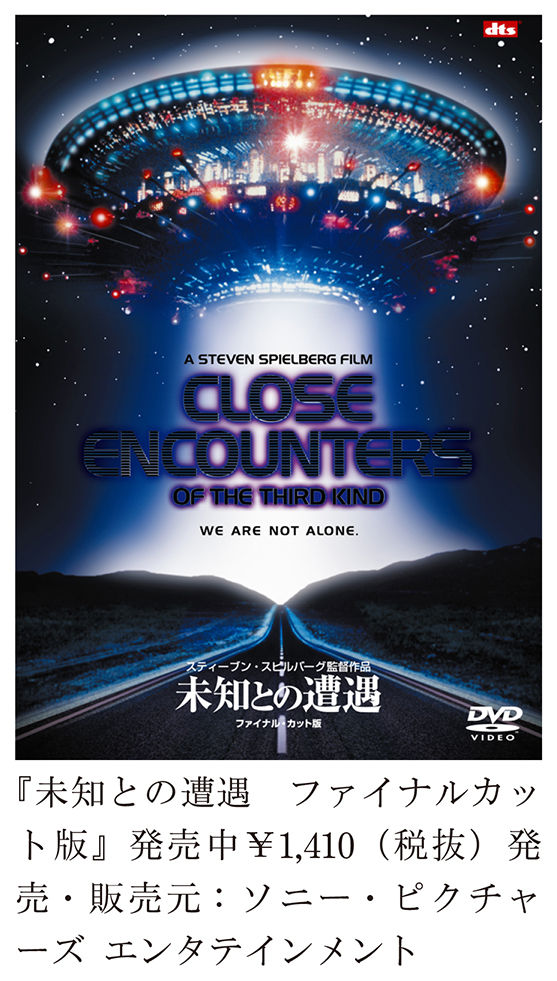 dts
A STEVEN SPIELBERG FILM
CLOSE
ENCOUNTERS
OF THE THIRD KIND
WE ARE NOT ALONE.
スティーブン・スピルバーグ監督作品
未知との遭遇
ファイナル・カット版
DVD
VIDEO
『未知との遭遇　ファイナルカッ
ト版』発売中￥1,410（税抜）発
売・販売元：ソニー・ピクチャ
ーズ エンタテインメント